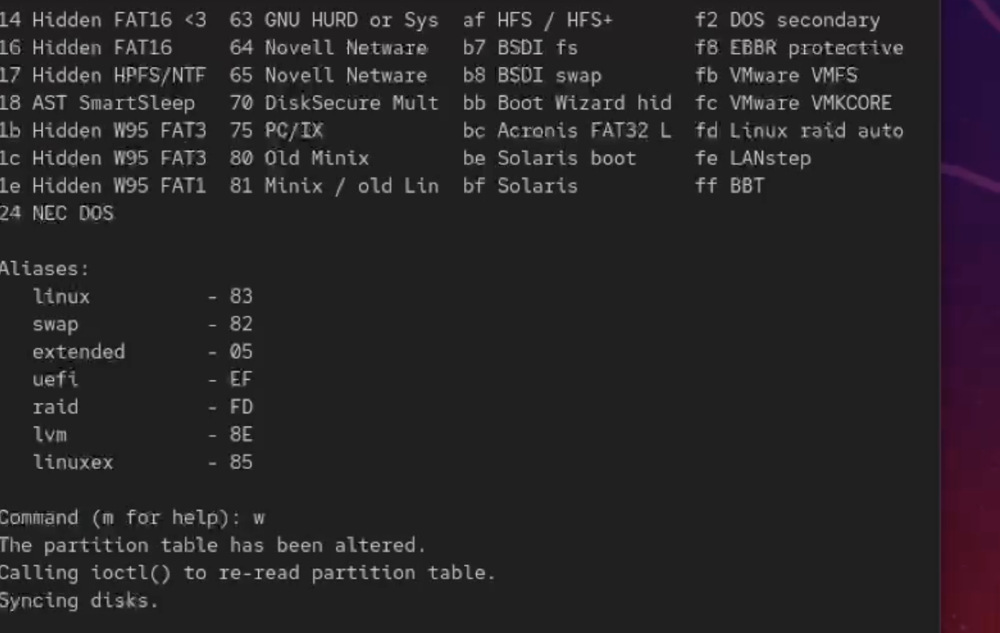 14 Hidden FAT16 <3  63 GNU HURD or Sys  af HFS / HFS+       f2 DOS secondary
16 Hidden FAT16     64 Novell Netware   b7 BSDI fs          f8 EBBR protective
17 Hidden HPFS/NTF  65 Novell Netware   b8 BSDI swap        fb VMware VMFS
18 AST SmartSleep   70 DiskSecure Mult  bb Boot Wizard hid  fc VMware VMKCORE
1b Hidden W95 FAT3  75 PC/IX            bc Acronis FAT32 L  fd Linux raid auto
1c Hidden W95 FAT3  80 Old Minix        be Solaris boot     fe LANstep
1e Hidden W95 FAT1  81 Minix / old Lin  bf Solaris          ff BBT
24 NEC DOS
Aliases:
linux - 83
swap - 82
extended - 05
uefi - EF
raid - FD
lvm - 8E
linuxex - 85
Command (m for help): w
The partition table has been altered.
Calling ioctl() to re-read partition table.
Syncing disks.